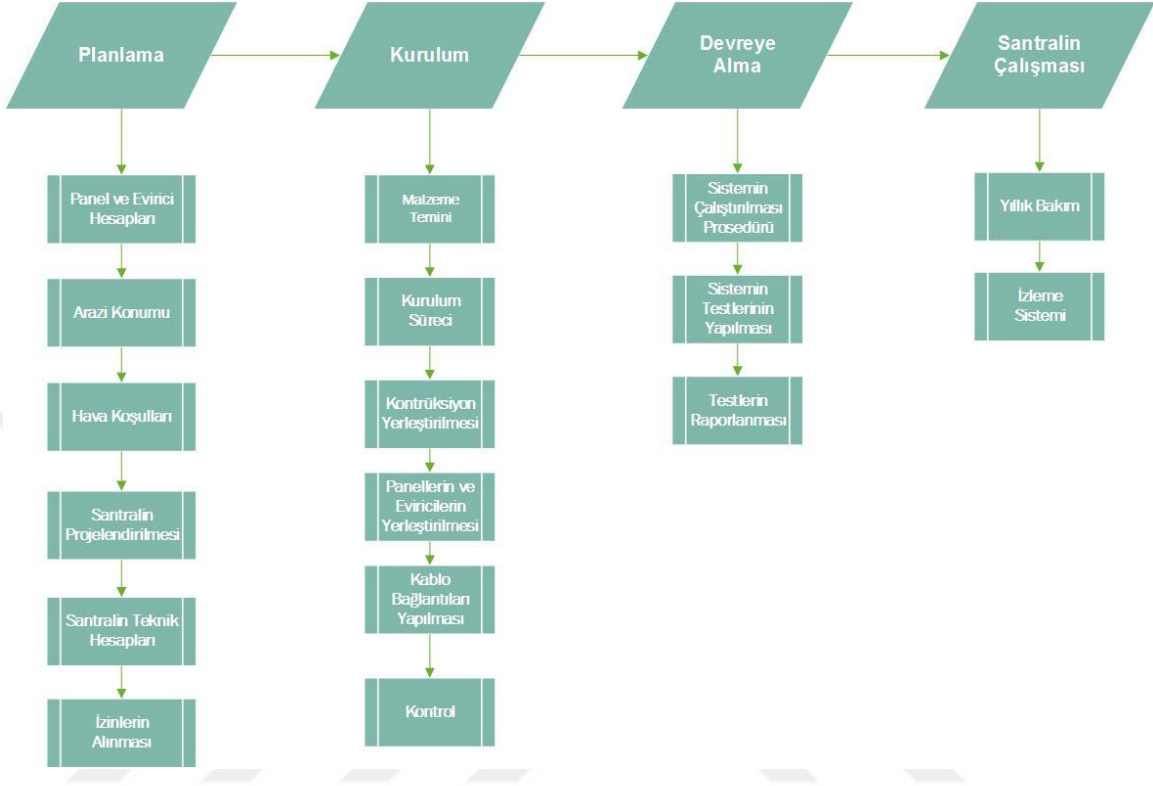 Planlama
Kurulum
Devreye
Alma
Santralin
Çalışması
Panel ve Evirici
Hesapları
Arazi Konumu
Hava Koşulları
Santralin
Projelendirilmesi
Santralin Teknik
Hesapları
İzinlerin
Alınması
Malzeme
Temini
Kurulum
Süreci
Kontrüksiyon
Yerleştirilmesi
Panellerin ve
Eviricilerin
Yerleştirilmesi
Kablo
Bağlantıları
Yapılması
Kontrol
Sistemin
Çalıştırılması
Prosedürü
Sistemin
Testlerinin
Yapılması
Testlerin
Raporlanması
Yıllık Bakım
İzleme
Sistemi